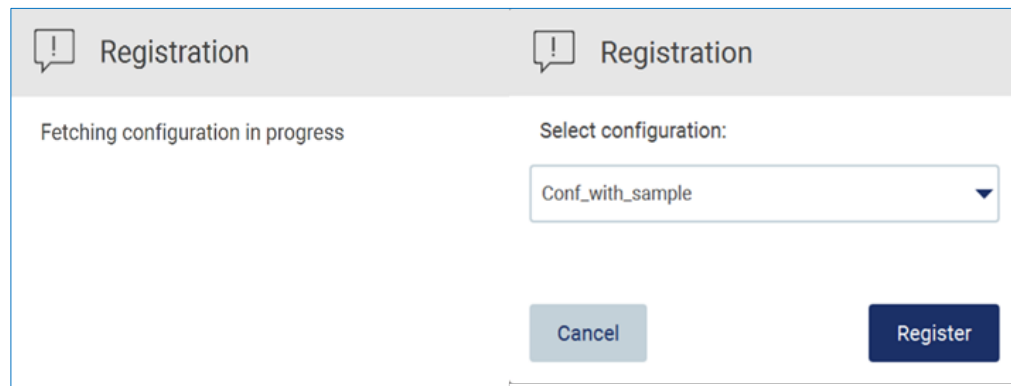 Registration
Fetching configuration in progress
Registration
Select configuration:
Conf_with_sample
Cancel
Register